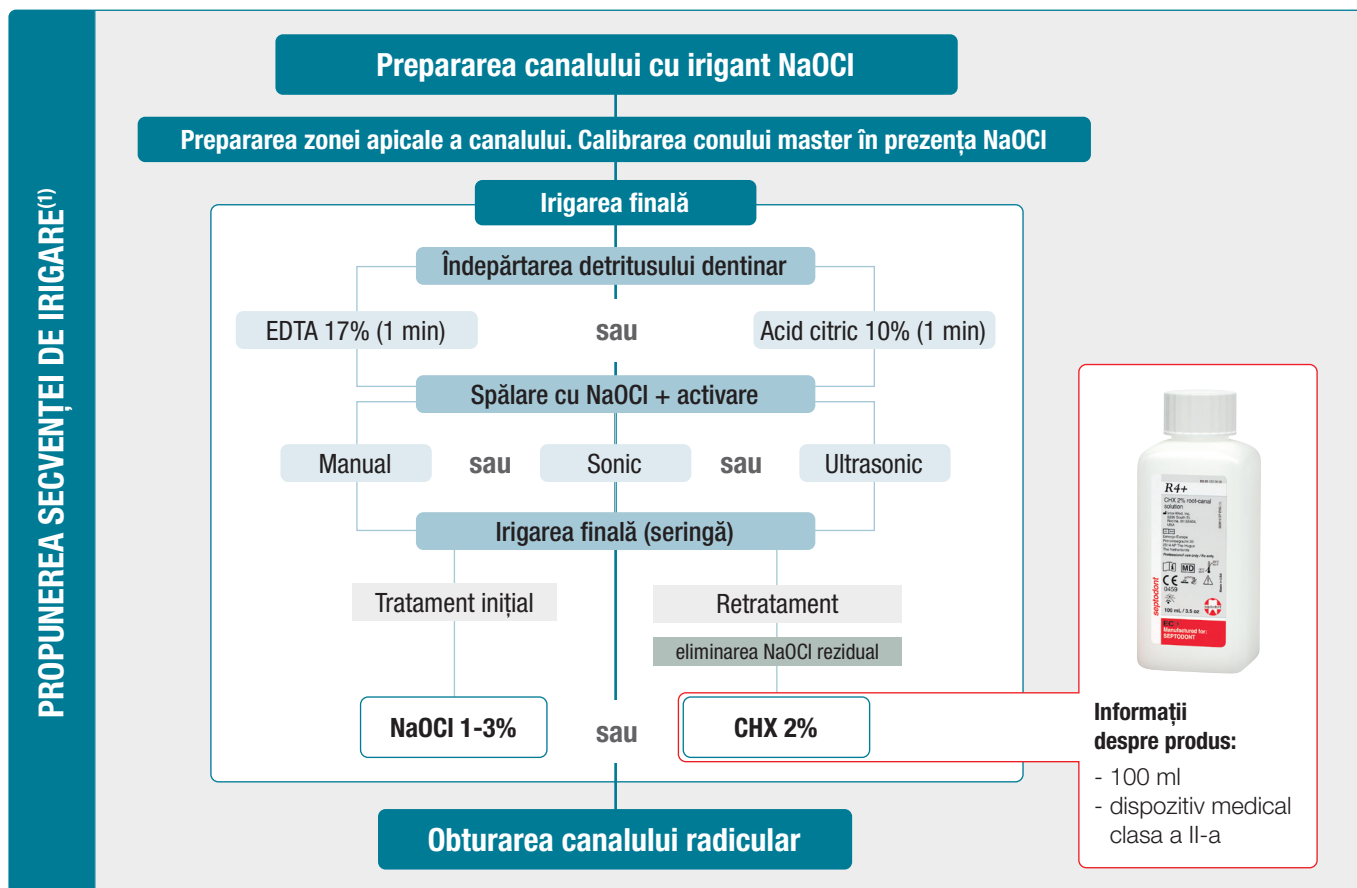 PROPUNEREA SECVENȚEI DE IRIGARE(1)
Prepararea canalului cu irigant NaOCl
Prepararea zonei apicale a canalului. Calibrarea conului master în prezența NaOCl
Irigarea finală
Îndepărtarea detritusului dentinar
EDTA 17% (1 min)
sau
Acid citric 10% (1 min)
Spălare cu NaOCl + activare
Manual
sau
Sonic
sau
Ultrasonic
Irigarea finală (seringă)
Tratament inițial
Retratament
eliminarea NaOCl rezidual
NaOCl 1-3%
sau
CHX 2%
Obturarea canalului radicular
R4+
CHX 2% root-canal
solution
MD
CE
0459
septodont
100 mL / 3.5 oz
Manufactured for:
SEPTODONT
Informații
despre produs:
- 100 ml
- dispozitiv medical
clasa a II-a